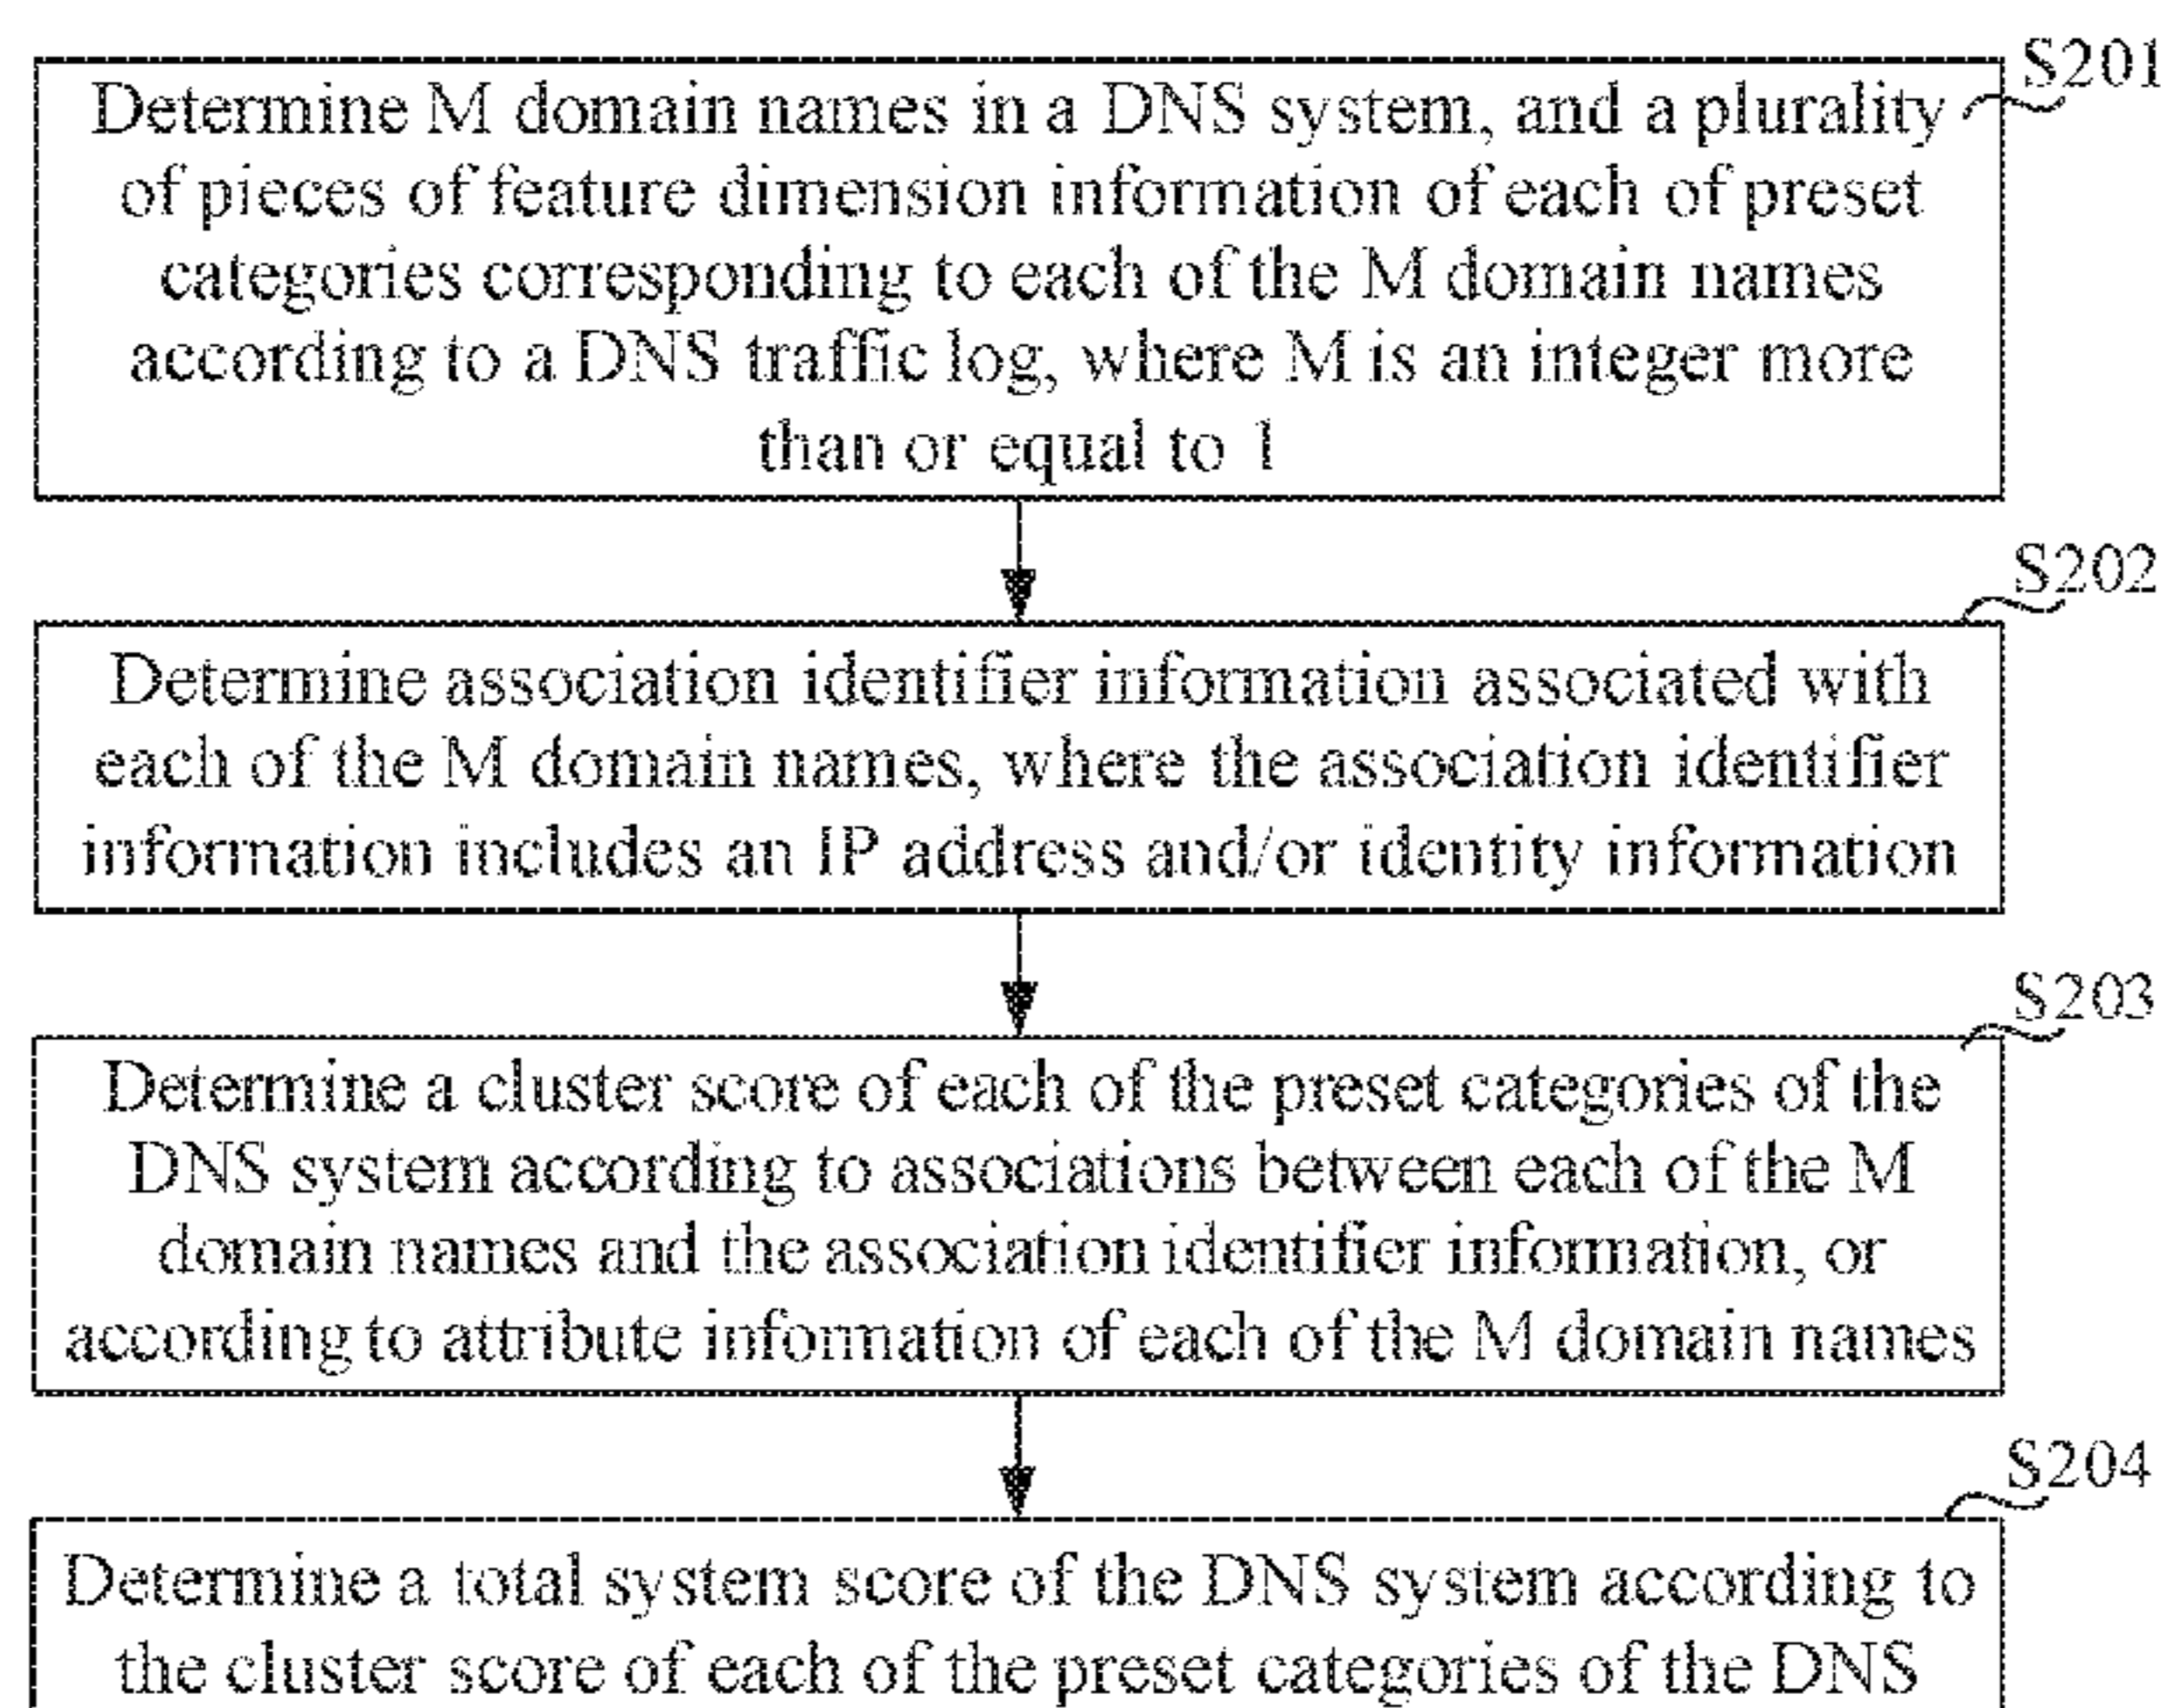 S201
Determine M domain names in a DNS system, and a plurality
of pieces of feature dimension information of each of preset
categories corresponding to each of the M domain names
according to a DNS traffic log, where M is an integer more
than or equal to 1
S202
Determine association identifier information associated with
each of the M domain names, where the association identifier
information includes an IP address and/or identity information
S203
Determine a cluster score of each of the preset categories of the
DNS system according to associations between each of the M
domain names and the association identifier information, or
according to attribute information of each of the M domain names
S204
Determine a total system score of the DNS system according to
the cluster score of each of the preset categories of the DNS